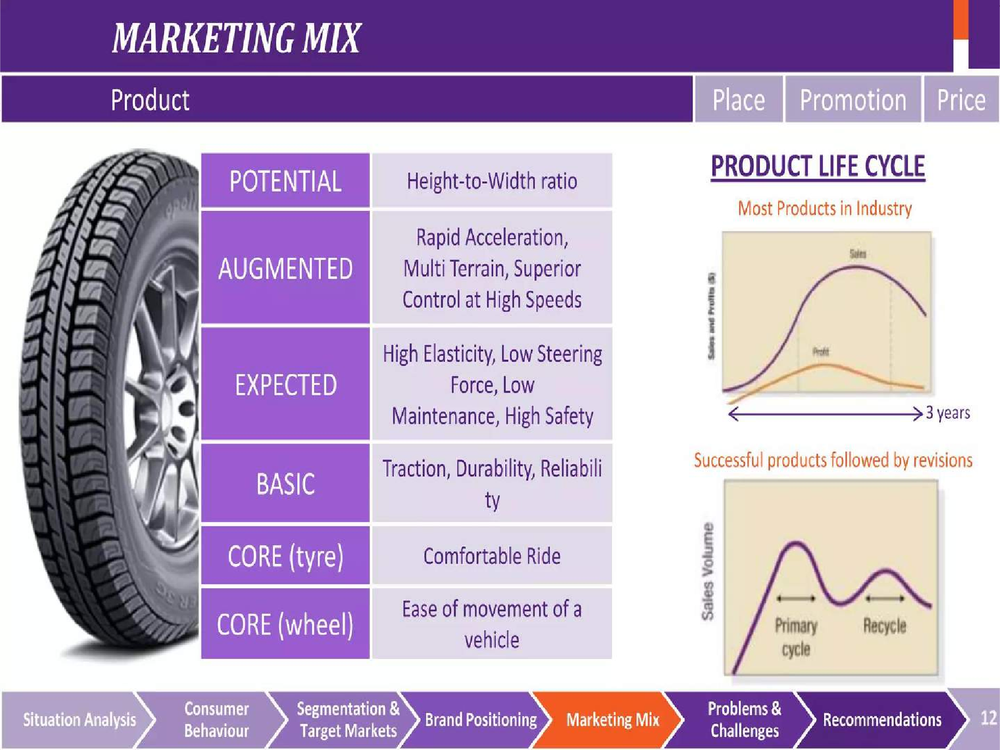 MARKETING MIX
Product
Place
Promotion
Price
POTENTIAL
Height-to-Width ratio
AUGMENTED
Rapid Acceleration,
Multi Terrain, Superior
Control at High Speeds
EXPECTED
High Elasticity, Low Steering
Force, Low
Maintenance, High Safety
BASIC
Traction, Durability, Reliabili
ty
CORE (tyre)
Comfortable Ride
CORE (wheel)
Ease of movement of a
vehicle
PRODUCT LIFE CYCLE
Most Products in Industry
Sales and Profits ($)
Sales
Profit
3 years
Successful products followed by revisions
Sales Volume
Primary
cycle
Recycle
Situation Analysis
Consumer
Behaviour
Segmentation &
Target Markets
Brand Positioning
Marketing Mix
Problems &
Challenges
Recommendations
12